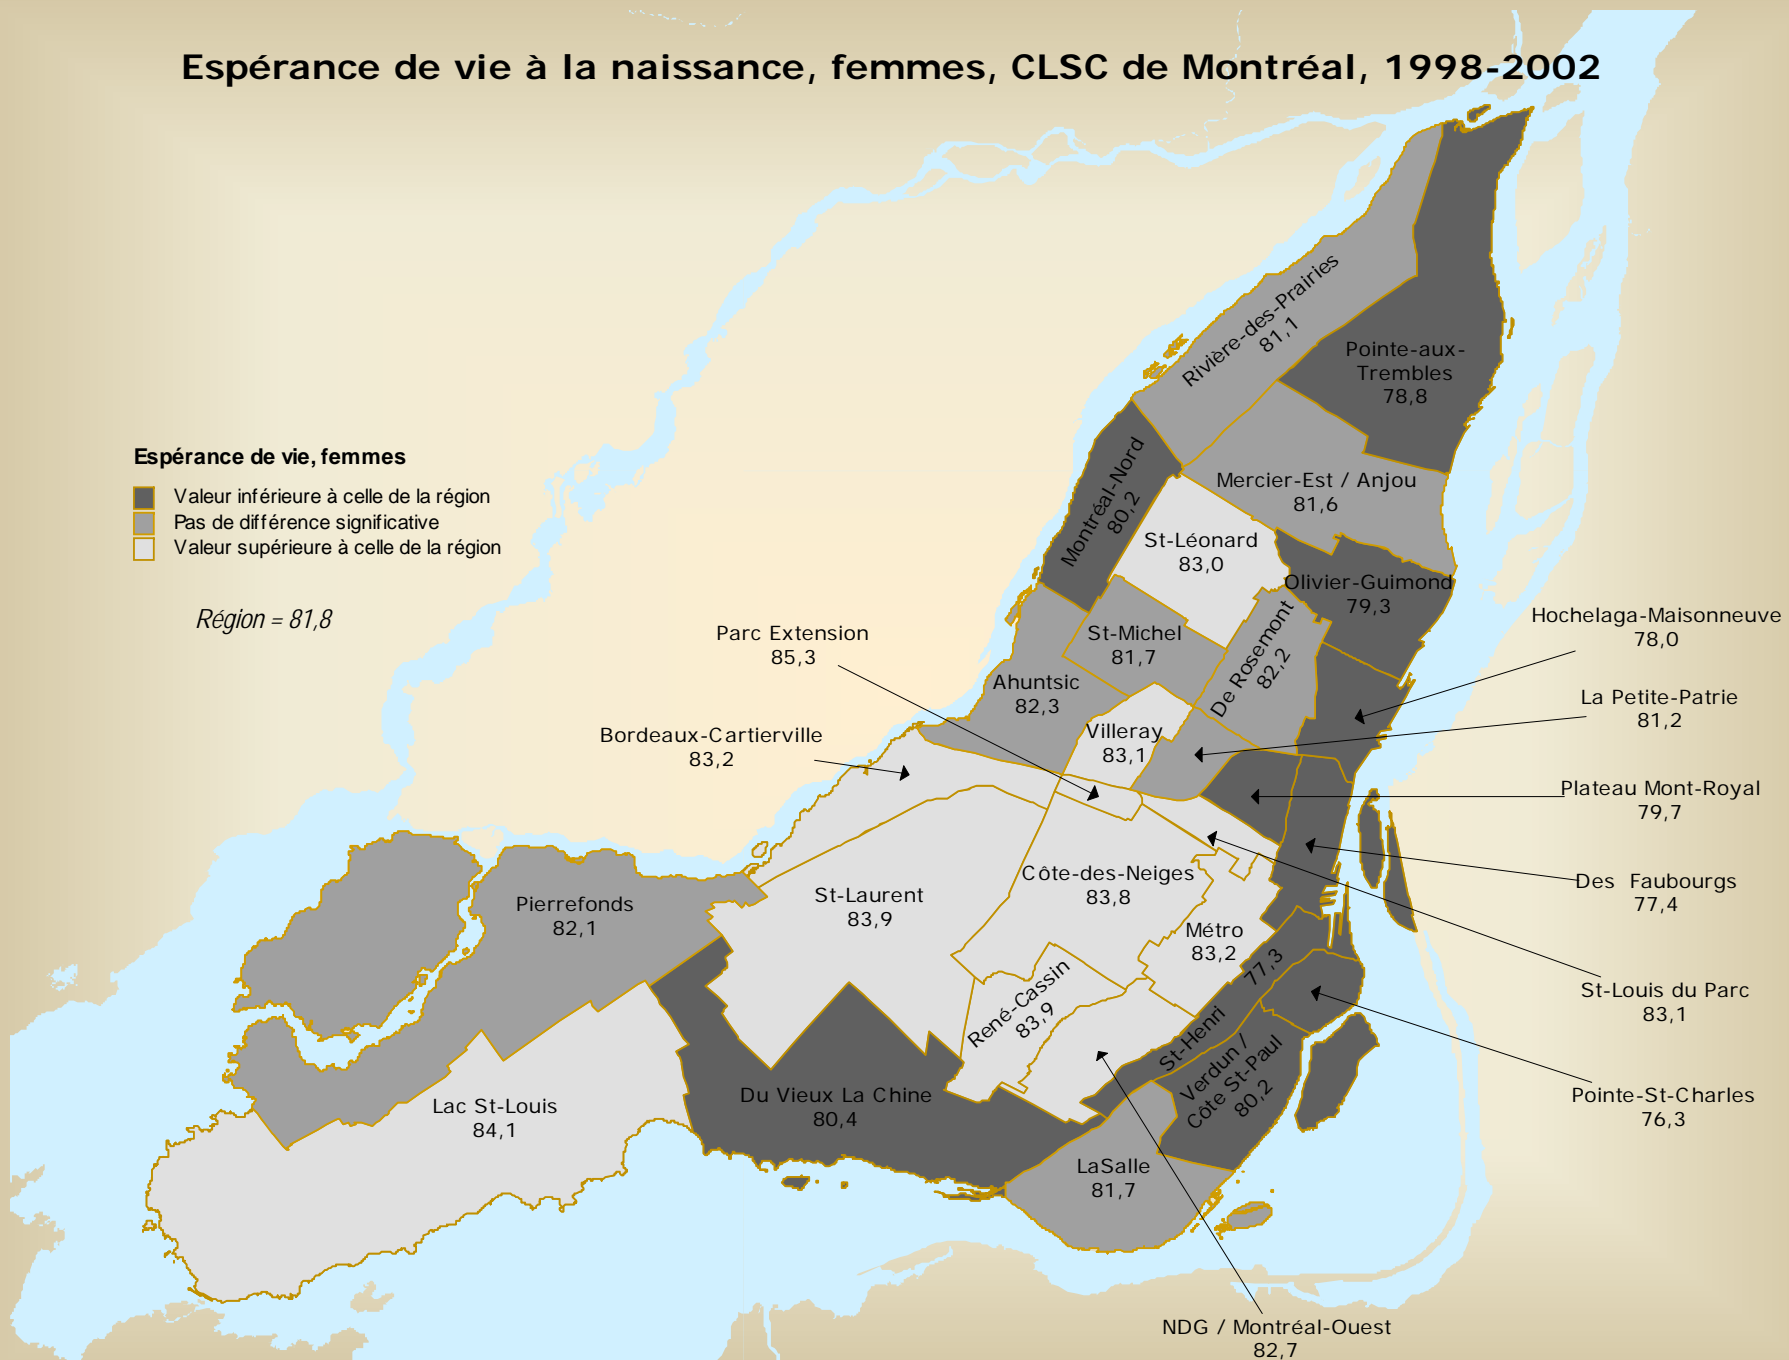 Espérance de vie à la naissance, femmes, CLSC de Montréal, 1998-2002
Espérance de vie, femmes
Valeur inférieure à celle de la région
Pas de différence significative
Valeur supérieure à celle de la région
Région = 81,8
Rivière-des-Prairies
81,1
Pointe-aux-
Trembles
78,8
Montréal-Nord
80,2
Mercier-Est / Anjou
81,6
St-Léonard
83,0
Olivier-Guimond
79,3
Hochelaga-Maisonneuve
78,0
Parc Extension
85,3
St-Michel
81,7
De Rosemont
82,2
Ahuntsic
82,3
La Petite-Patrie
81,2
Bordeaux-Cartierville
83,2
Villeray
83,1
Plateau Mont-Royal
79,7
Côte-des-Neiges
83,8
Des  Faubourgs
77,4
St-Laurent
83,9
Pierrefonds
82,1
Métro
83,2
St-Louis du Parc
83,1
René-Cassin
83,9
St-Henri 77,3
Verdun /
Côte St-Paul
80,2
Pointe-St-Charles
76,3
Lac St-Louis
84,1
Du Vieux La Chine
80,4
LaSalle
81,7
NDG / Montréal-Ouest
82,7